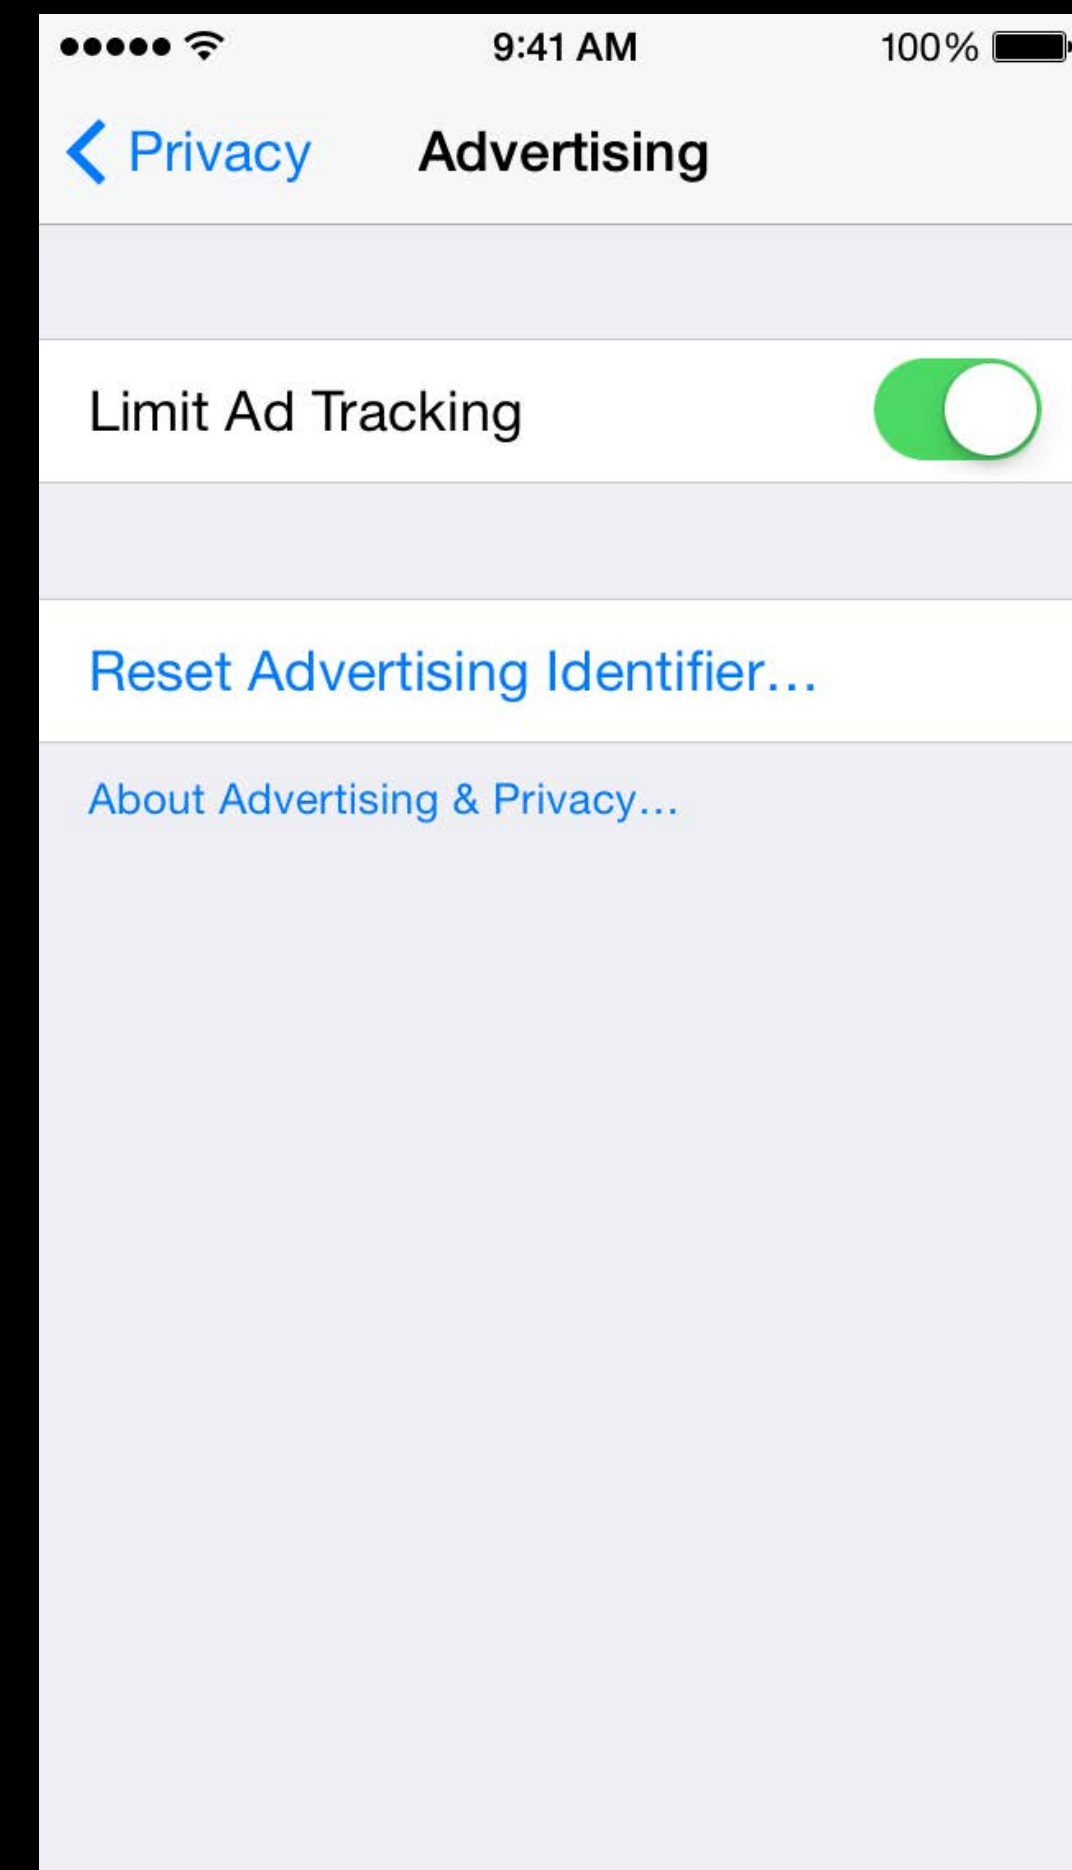 9:41 AM 100%
Privacy Advertising
Limit Ad Tracking
Reset Advertising Identifier...
About Advertising & Privacy...